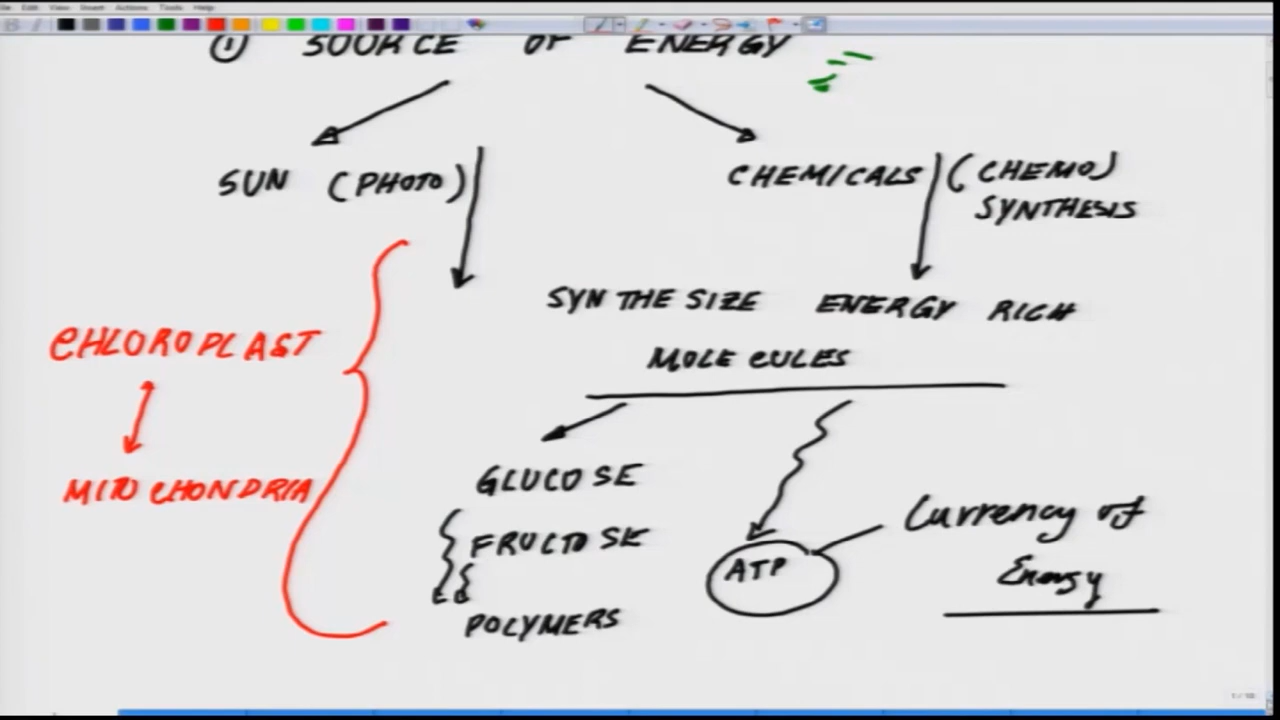 ① SOURCE OF ENERGY
SUN (PHOTO)
CHEMICALS (CHEMO)
SYNTHESIS
SYNTHESIZE ENERGY RICH
MOLECULES
CHLOROPLAST
MITOCHONDRIA
GLUCOSE
FRUCTOSE
POLYMERS
ATP
Currency of
Energy